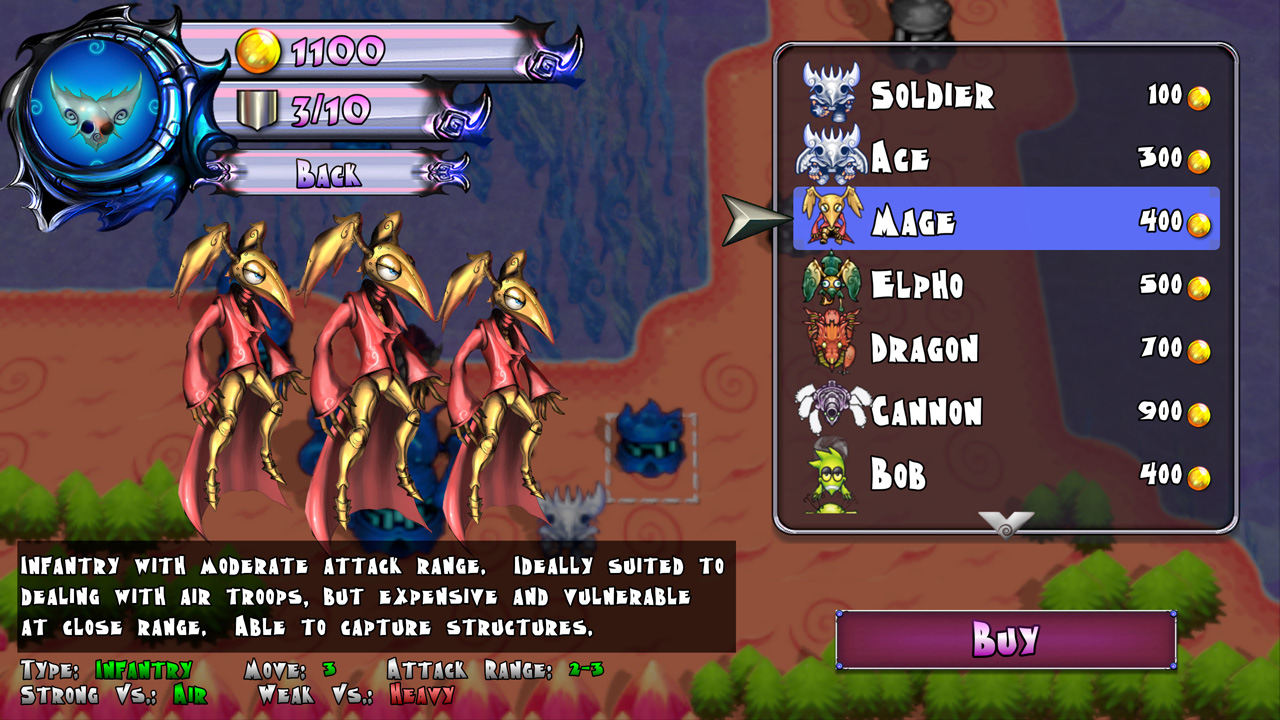 1100
3/10
Back
Soldier 100
Ace 300
Mage 400
Elpho 500
Dragon 700
Cannon 900
Bob 400
Infantry with moderate attack range. Ideally suited to
dealing with air troops, but expensive and vulnerable
at close range. Able to capture structures.
Type: Infantry Move: 3 Attack Range: 2-3
Strong Vs.: Air Weak Vs.: Heavy
Buy